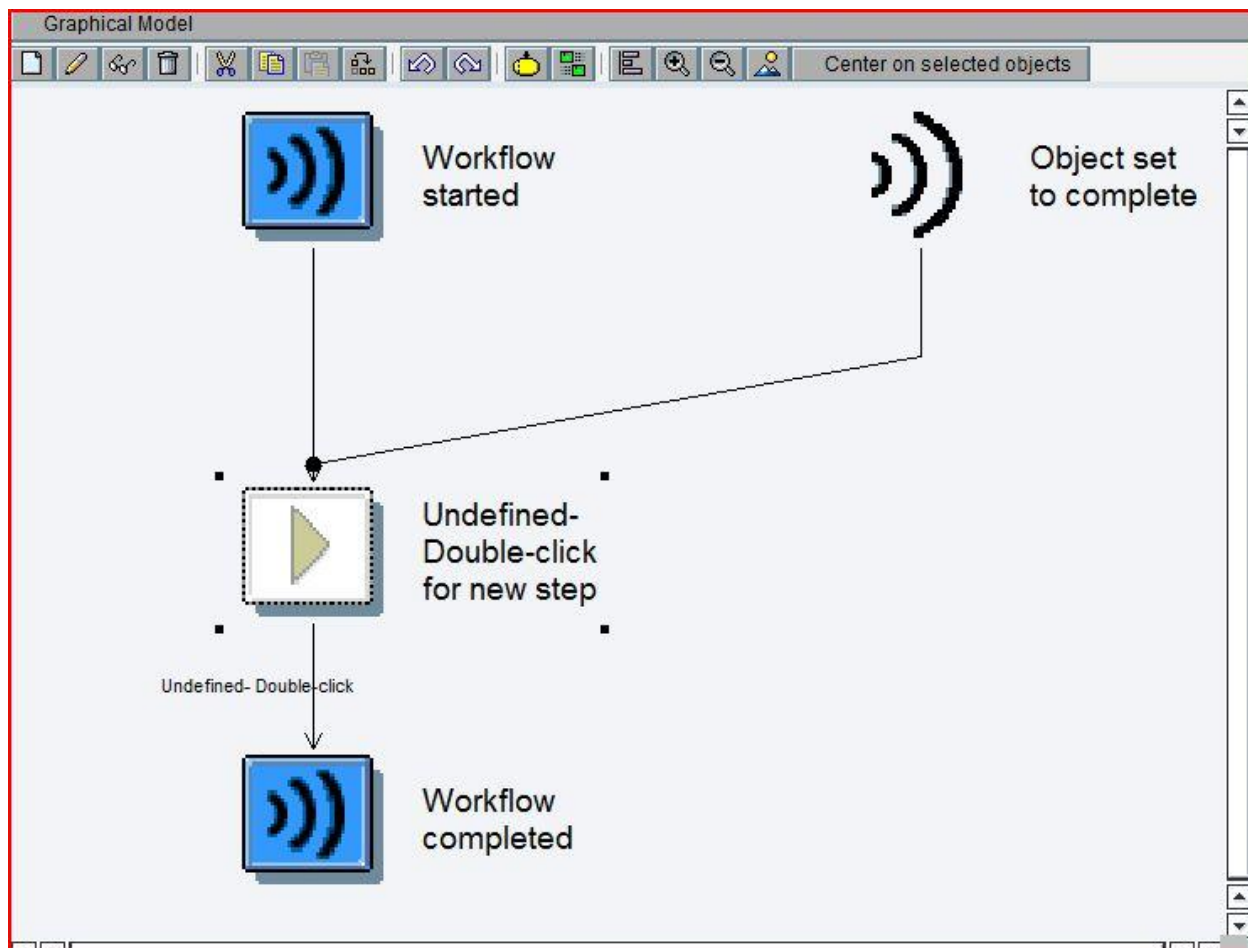 Graphical Model
Center on selected objects
Workflow
started
Object set
to complete
Undefined-
Double-click
for new step
Undefined- Double-click
Workflow
completed